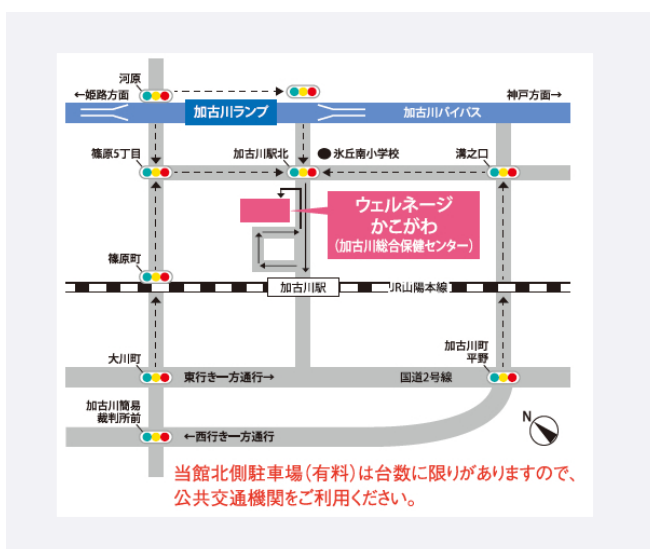 河原
←姫路方面
神戸方面→
加古川ランプ
加古川バイパス
篠原5丁目
加古川駅北
●氷丘南小学校
溝之口
ウェルネージ
かこがわ
(加古川総合保健センター)
篠原町
加古川駅
JR山陽本線
大川町
東行き一方通行→
国道2号線
加古川町
平野
加古川簡易
裁判所前
←西行き一方通行
N
当館北側駐車場(有料)は台数に限りがありますので、
公共交通機関をご利用ください。